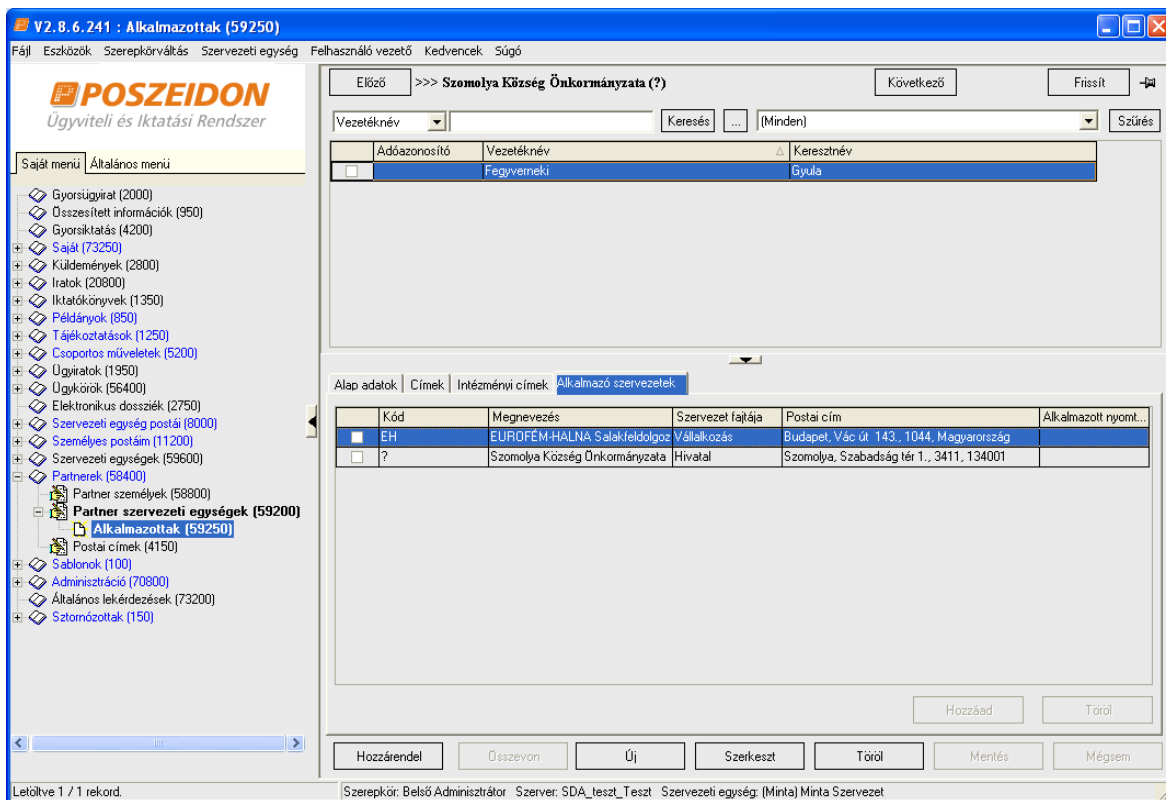 V2.8.6.241 : Alkalmazottak (59250)
Fájl Eszközök Szerepkörváltás Szervezeti egység Felhasználó vezető Kedvencek Súgó
POSZEIDON
Ügyviteli és Iktatási Rendszer
Saját menü Általános menü
Gyorsügyirat (2000)
Összesített információk (950)
Gyorsiktatás (4200)
Saját (73250)
Küldemények (2800)
Iratok (20800)
Iktatókönyvek (1350)
Példányok (850)
Tájékoztatások (1250)
Csoportos műveletek (5200)
Ügyiratok (1950)
Ügykörök (56400)
Elektronikus dossziék (2750)
Szervezeti egység postái (8000)
Személyes postáim (11200)
Szervezeti egységek (59600)
Partnerek (58400)
Partner személyek (58800)
Partner szervezeti egységek (59200)
Alkalmazottak (59250)
Postai címek (4150)
Sablonok (100)
Adminisztráció (70800)
Általános lekérdezések (73200)
Sztornózottak (150)
Előző >>> Szomolya Község Önkormányzata (?) Következő Frissít
Vezetéknév Keresés ... (Minden) Szűrés
Adóazonosító Vezetéknév Keresztnév
Fegyverneki Gyula
Alap adatok Címek Intézményi címek Alkalmazó szervezetek
Kód Megnevezés Szervezet fajtája Postai cím Alkalmazott nyomt...
EH EUROFÉM-HALNA Salakfeldolgoz Vállalkozás Budapet, Vác út 143., 1044, Magyarország
? Szomolya Község Önkormányzata Hivatal Szomolya, Szabadság tér 1., 3411, 134001
Hozzáad Töröl
Hozzárendel Összevon Új Szerkeszt Töröl Mentés Mégsem
Letöltve 1 / 1 rekord. Szerepkör: Belső Adminisztrátor Szerver: SDA_teszt_Teszt Szervezeti egység: (Minta) Minta Szervezet